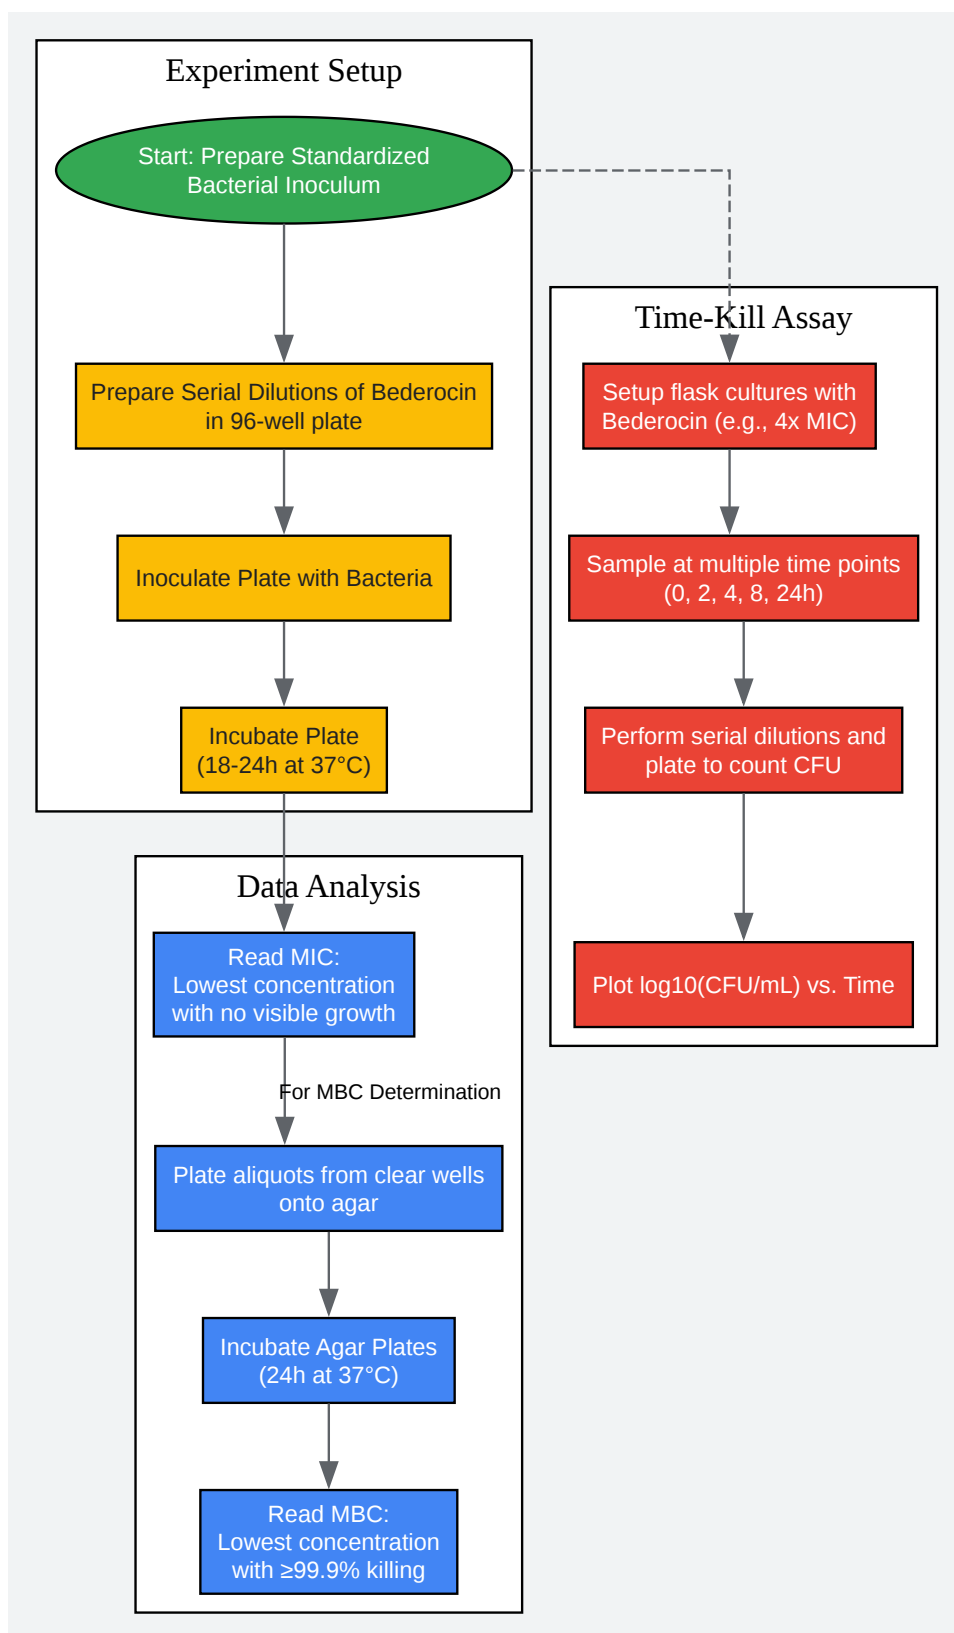 Experiment Setup
Start: Prepare Standardized
Bacterial Inoculum
Prepare Serial Dilutions of Bederocin
in 96-well plate
Inoculate Plate with Bacteria
Incubate Plate
(18-24h at 37°C)
Data Analysis
Read MIC:
Lowest concentration
with no visible growth
For MBC Determination
Plate aliquots from clear wells
onto agar
Incubate Agar Plates
(24h at 37°C)
Read MBC:
Lowest concentration
with ≥99.9% killing
Time-Kill Assay
Setup flask cultures with
Bederocin (e.g., 4x MIC)
Sample at multiple time points
(0, 2, 4, 8, 24h)
Perform serial dilutions and
plate to count CFU
Plot log10(CFU/mL) vs. Time